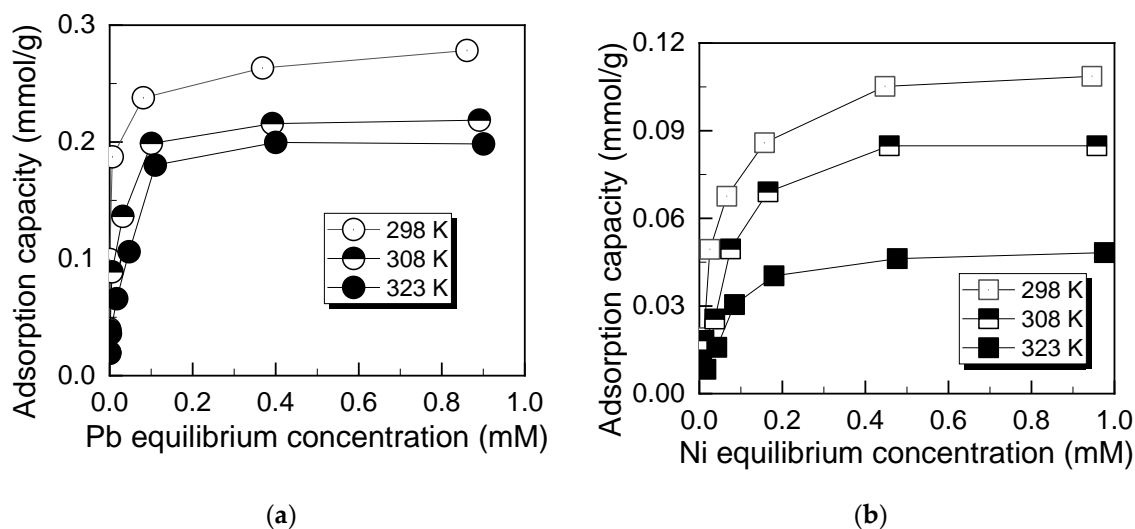 (a)
Adsorption capacity (mmol/g)
0.3
0.2
0.1
0.0
298 K
308 K
323 K
0.0 0.2 0.4 0.6 0.8 1.0
Pb equilibrium concentration (mM)
(b)
Adsorption capacity (mmol/g)
0.12
0.09
0.06
0.03
0.00
298 K
308 K
323 K
0.0 0.2 0.4 0.6 0.8 1.0
Ni equilibrium concentration (mM)
(a)
(b)